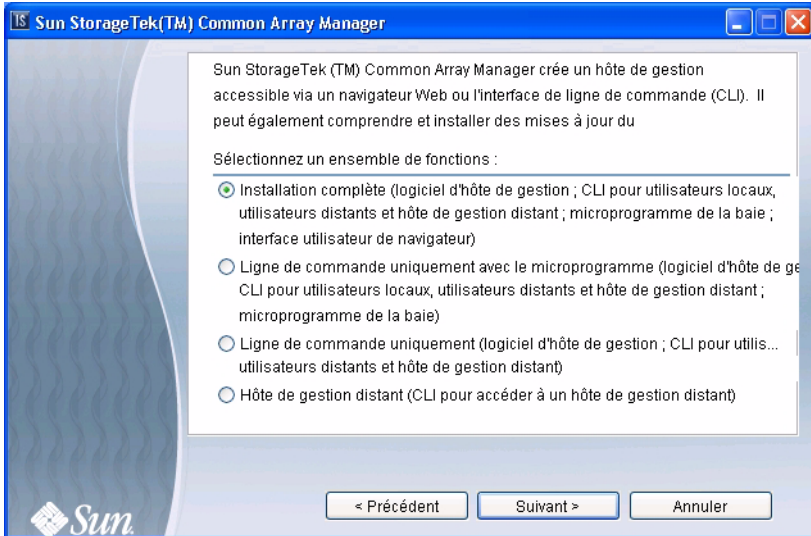 Sun StorageTek(TM) Common Array Manager
Sun StorageTek (TM) Common Array Manager crée un hôte de gestion
accessible via un navigateur Web ou l'interface de ligne de commande (CLI). Il
peut également comprendre et installer des mises à jour du
Sélectionnez un ensemble de fonctions :
Installation complète (logiciel d'hôte de gestion ; CLI pour utilisateurs locaux,
utilisateurs distants et hôte de gestion distant ; microprogramme de la baie ;
interface utilisateur de navigateur)
Ligne de commande uniquement avec le microprogramme (logiciel d'hôte de ge
CLI pour utilisateurs locaux, utilisateurs distants et hôte de gestion distant ;
microprogramme de la baie)
Ligne de commande uniquement (logiciel d'hôte de gestion ; CLI pour utilis...
utilisateurs distants et hôte de gestion distant)
Hôte de gestion distant (CLI pour accéder à un hôte de gestion distant)
< Précédent
Suivant >
Annuler
Sun